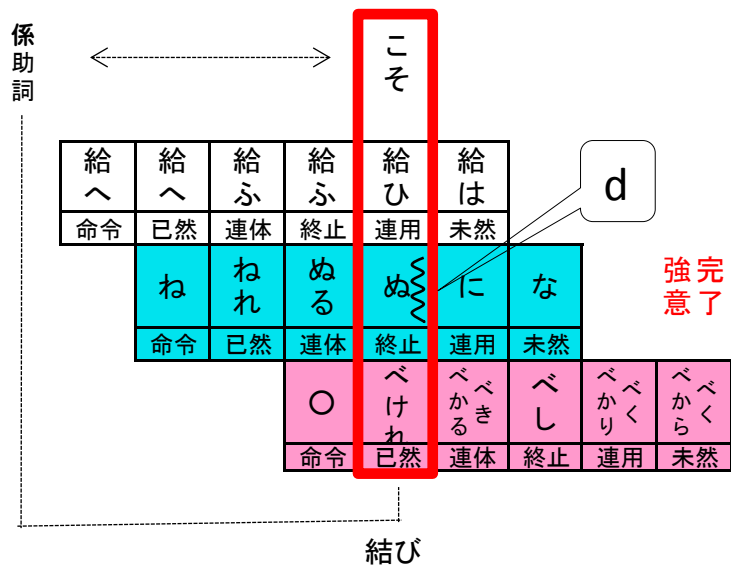 係助詞
こそ
給は
給ひ
給ふ
給ふ
給へ
給へ
未然
連用
終止
連体
已然
命令
d
完了
強意
な
に
ぬ
ぬる
ねれ
ね
未然
連用
終止
連体
已然
命令
べく
べから
べく
べかり
べし
べき
べかる
べけれ
〇
未然
連用
終止
連体
已然
命令
結び